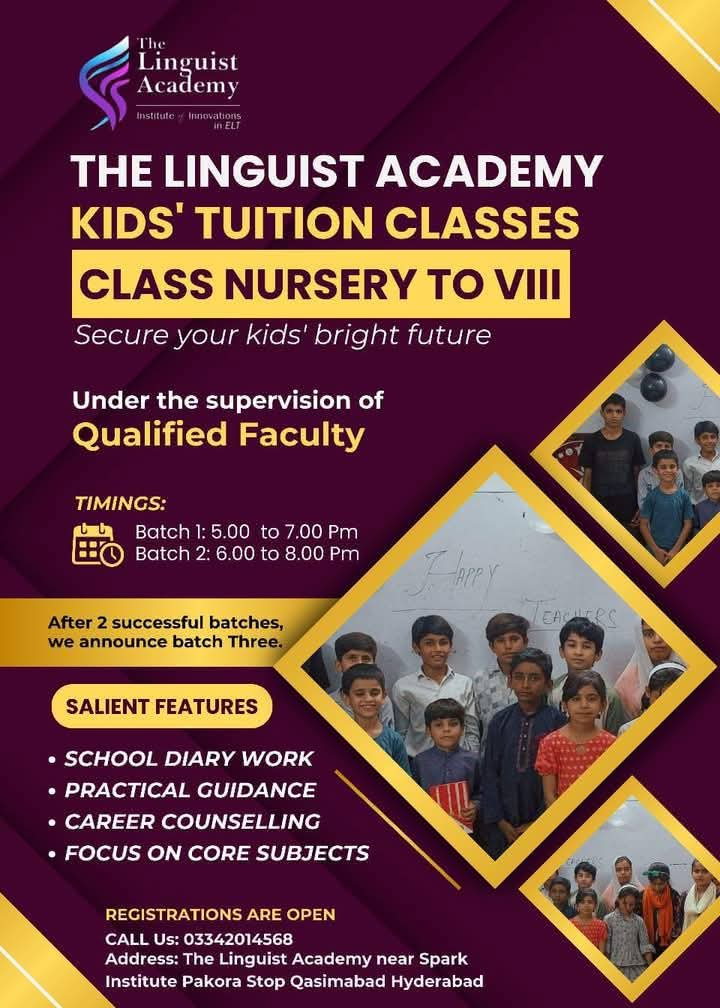 The
Linguist
Academy
Institute of Innovations
in ELT
THE LINGUIST ACADEMY
KIDS' TUITION CLASSES
CLASS NURSERY TO VIII
Secure your kids' bright future
Under the supervision of
Qualified Faculty
TIMINGS:
Batch 1: 5.00 to 7.00 Pm
Batch 2: 6.00 to 8.00 Pm
HAPPY
TEACHERS
After 2 successful batches,
we announce batch Three.
SALIENT FEATURES
• SCHOOL DIARY WORK
• PRACTICAL GUIDANCE
• CAREER COUNSELLING
• FOCUS ON CORE SUBJECTS
REGISTRATIONS ARE OPEN
CALL Us: 03342014568
Address: The Linguist Academy near Spark
Institute Pakora Stop Qasimabad Hyderabad